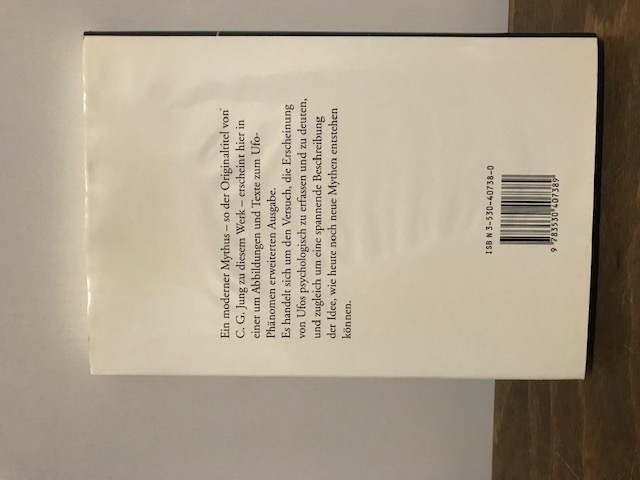 Ein moderner Mythus – so der Originaltitel von
C. G. Jung zu diesem Werk – erscheint hier in
einer um Abbildungen und Texte zum Ufo-
Phänomen erweiterten Ausgabe.
Es handelt sich um den Versuch, die Erscheinung
von Ufos psychologisch zu erfassen und zu deuten,
und zugleich um eine spannende Beschreibung
der Idee, wie heute noch neue Mythen entstehen
können.
ISBN 3-530-40738-0
9 783530 407389